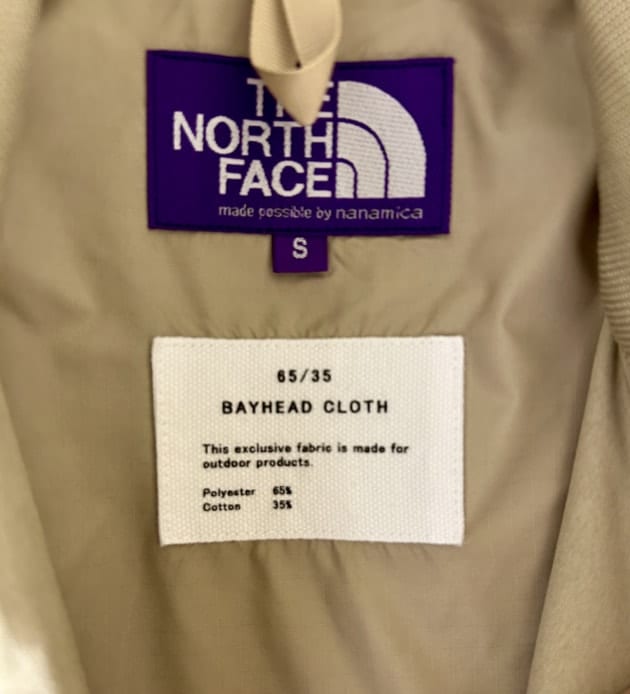 THE
NORTH
FACE
made possible by nanamica
S
65/35
BAYHEAD CLOTH
This exclusive fabric is made for
outdoor products.
Polyester 65%
Cotton 35%